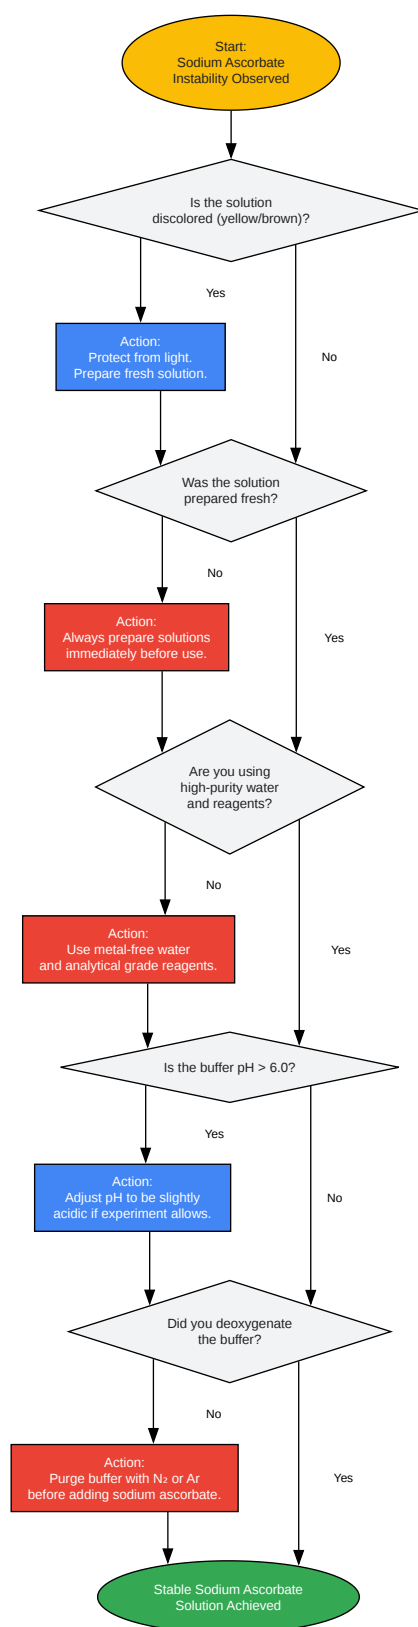 Start:
Sodium Ascorbate
Instability Observed
Is the solution
discolored (yellow/brown)?
Yes
No
Action:
Protect from light.
Prepare fresh solution.
Was the solution
prepared fresh?
No
Yes
Action:
Always prepare solutions
immediately before use.
Are you using
high-purity water
and reagents?
No
Yes
Action:
Use metal-free water
and analytical grade reagents.
Is the buffer pH > 6.0?
Yes
No
Action:
Adjust pH to be slightly
acidic if experiment allows.
Did you deoxygenate
the buffer?
No
Yes
Action:
Purge buffer with N₂ or Ar
before adding sodium ascorbate.
Stable Sodium Ascorbate
Solution Achieved